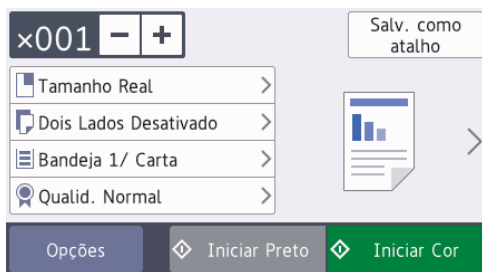 ×001 − +
Salv. como
atalho
Tamanho Real
Dois Lados Desativado
Bandeja 1/ Carta
Qualid. Normal
Opções
Iniciar Preto
Iniciar Cor